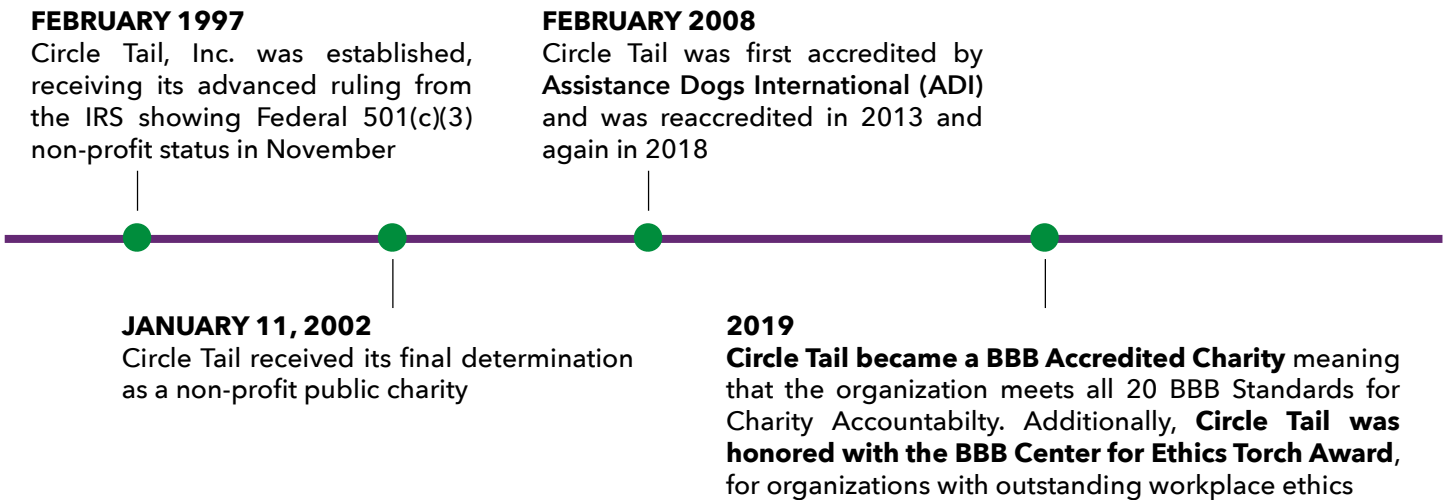 FEBRUARY 1997
Circle Tail, Inc. was established,
receiving its advanced ruling from
the IRS showing Federal 501(c)(3)
non-profit status in November
FEBRUARY 2008
Circle Tail was first accredited by
Assistance Dogs International (ADI)
and was reaccredited in 2013 and
again in 2018
JANUARY 11, 2002
Circle Tail received its final determination
as a non-profit public charity
2019
Circle Tail became a BBB Accredited Charity meaning
that the organization meets all 20 BBB Standards for
Charity Accountabilty. Additionally, Circle Tail was
honored with the BBB Center for Ethics Torch Award,
for organizations with outstanding workplace ethics